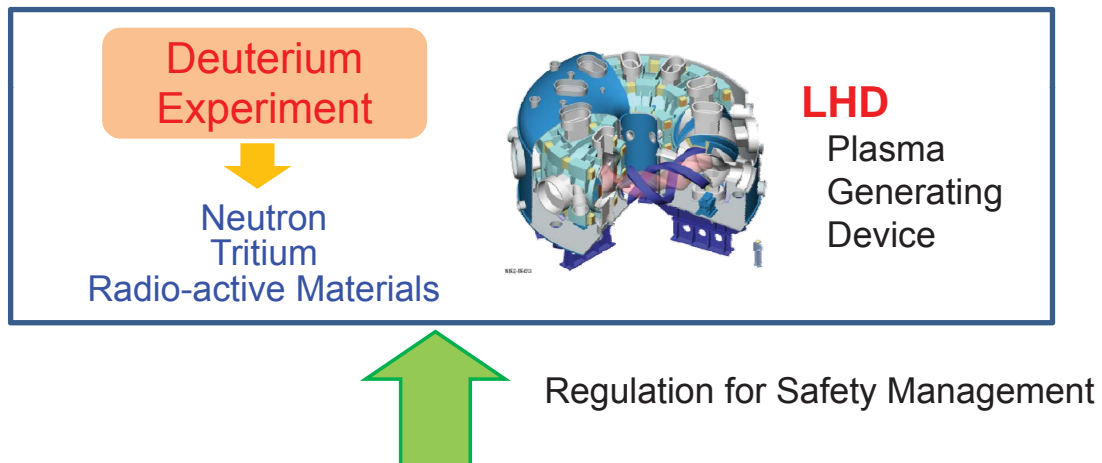 Deuterium
Experiment
Neutron
Tritium
Radio-active Materials
LHD
Plasma
Generating
Device
Regulation for Safety Management